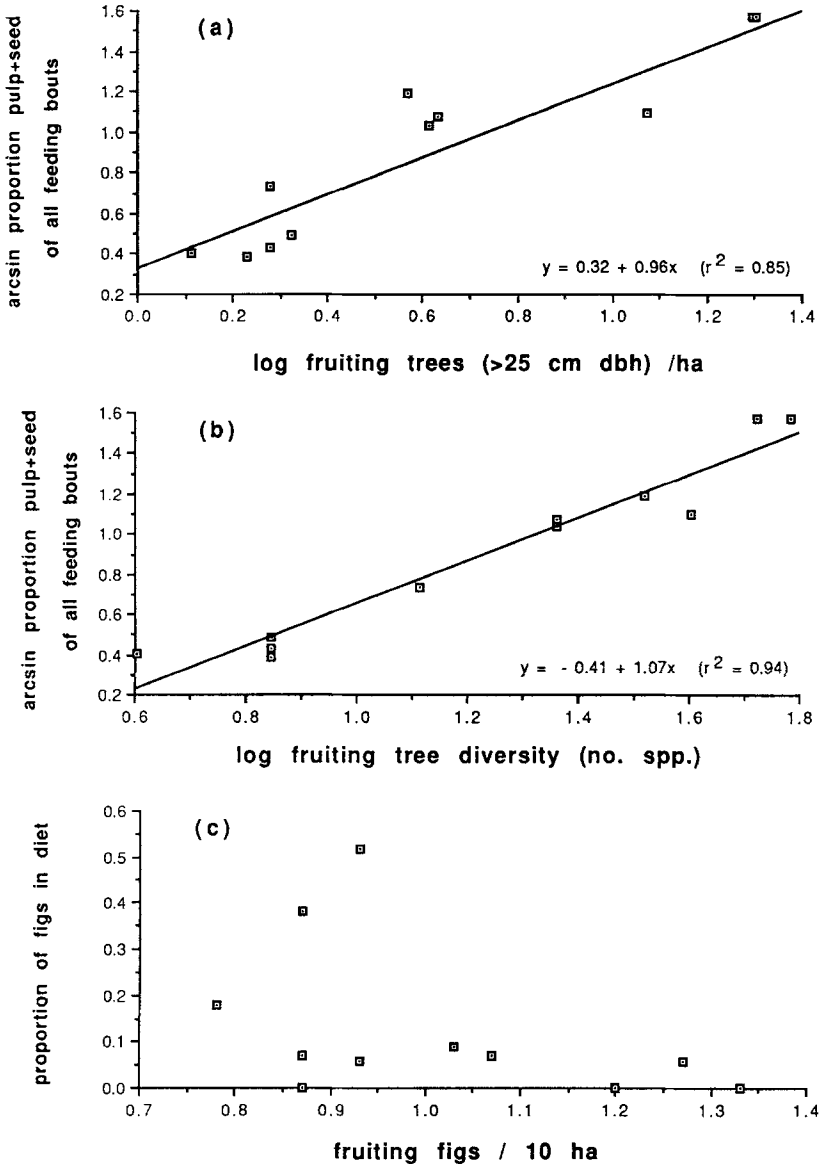 (a)
arcsin proportion pulp+seed
of all feeding bouts
1.6
1.4
1.2
1.0
0.8
0.6
0.4
0.2
y = 0.32 + 0.96x (r² = 0.85)
0.0 0.2 0.4 0.6 0.8 1.0 1.2 1.4
log fruiting trees (>25 cm dbh) /ha
(b)
arcsin proportion pulp+seed
of all feeding bouts
1.6
1.4
1.2
1.0
0.8
0.6
0.4
0.2
y = - 0.41 + 1.07x (r² = 0.94)
0.6 0.8 1.0 1.2 1.4 1.6 1.8
log fruiting tree diversity (no. spp.)
(c)
proportion of figs in diet
0.6
0.5
0.4
0.3
0.2
0.1
0.0
0.7 0.8 0.9 1.0 1.1 1.2 1.3 1.4
fruiting figs / 10 ha